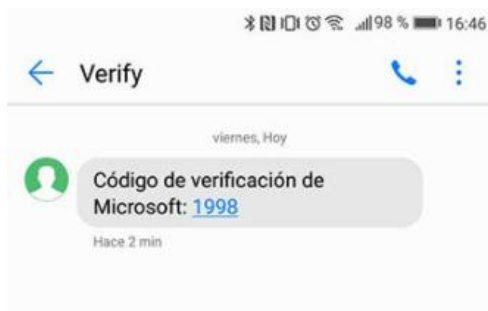 98 % 16:46
Verify
viernes, Hoy
Código de verificación de
Microsoft: 1998
Hace 2 min